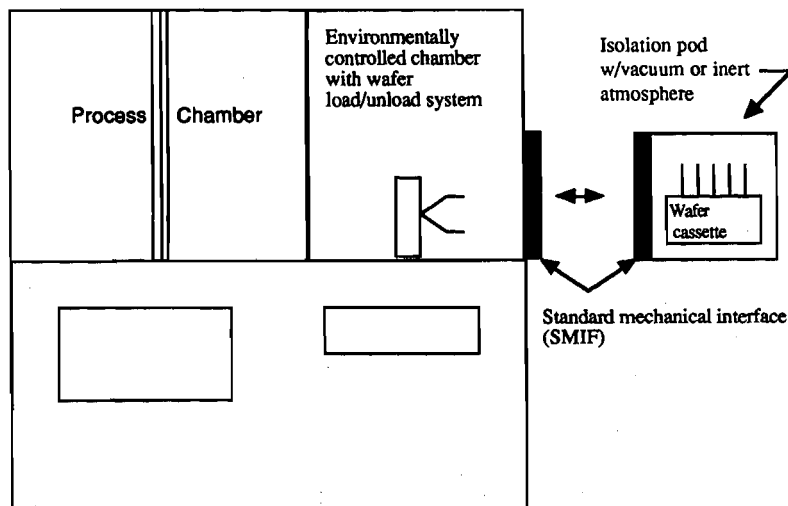 Process
Chamber
Environmentally
controlled chamber
with wafer
load/unload system
Isolation pod
w/vacuum or inert
atmosphere
Wafer
cassette
Standard mechanical interface
(SMIF)